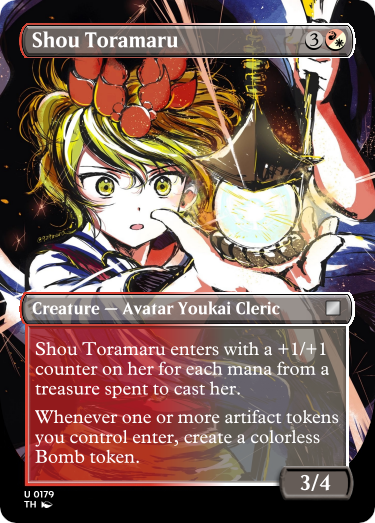 Shou Toramaru 3
Creature — Avatar Youkai Cleric
Shou Toramaru enters with a +1/+1
counter on her for each mana from a
treasure spent to cast her.
Whenever one or more artifact tokens
you control enter, create a colorless
Bomb token.
3/4
U 0179
TH